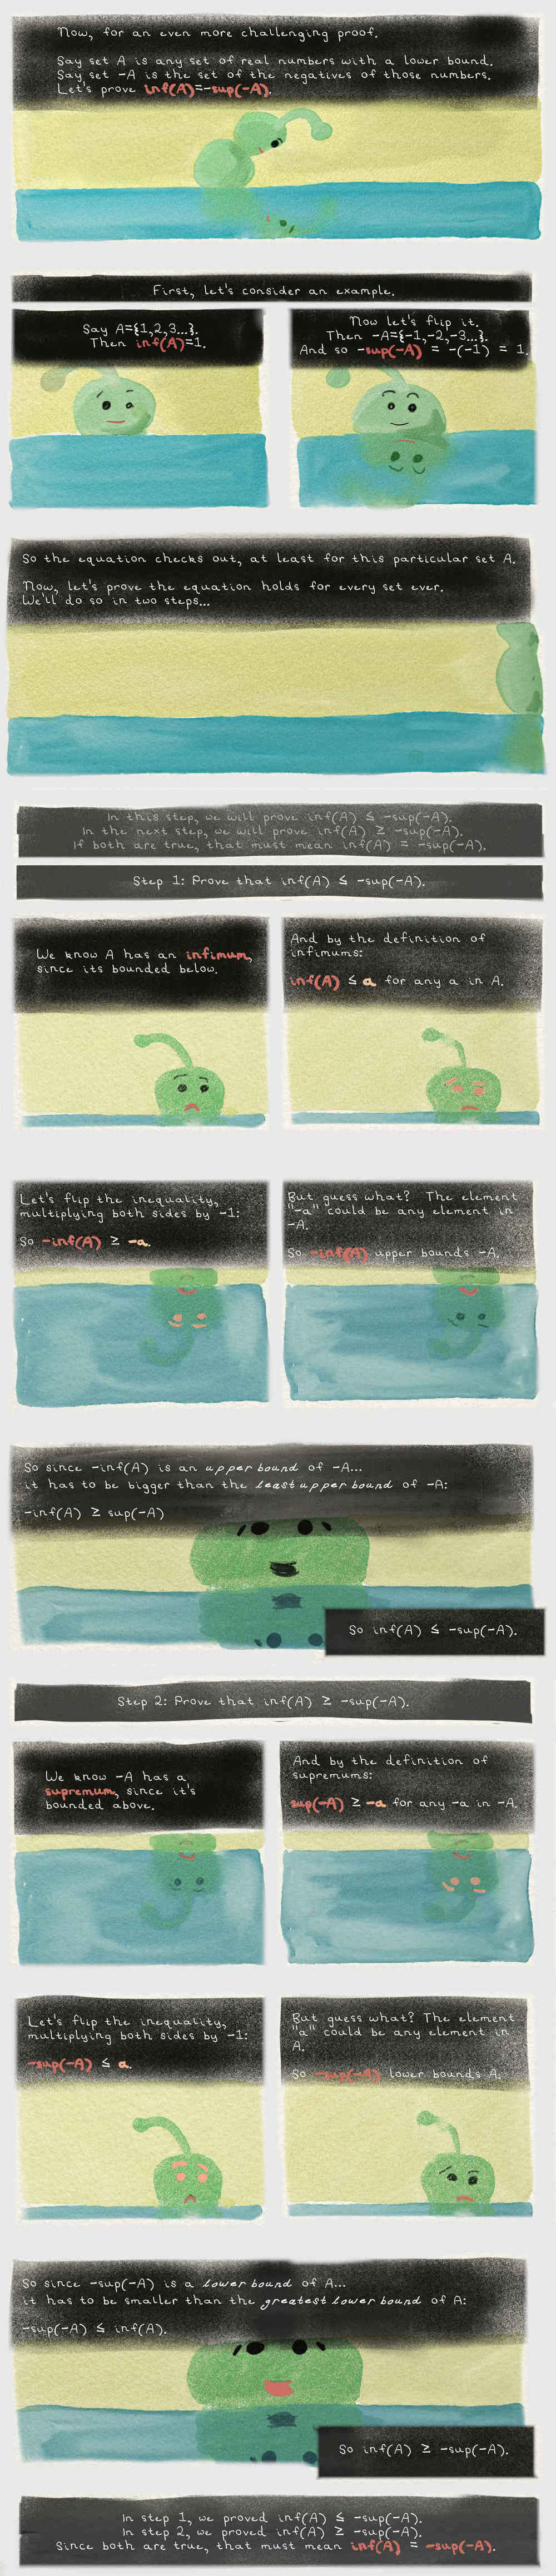 Now, for an even more challenging proof.
Say set A is any set of real numbers with a lower bound.
Say set -A is the set of the negatives of those numbers.
Let's prove inf(A)=-sup(-A).
First, let's consider an example.
Say A={1,2,3...}.
Then inf(A)=1.
Now let's flip it.
Then -A={-1,-2,-3...}.
And so -sup(-A) = -(-1) = 1.
So the equation checks out, at least for this particular set A.
Now, let's prove the equation holds for every set ever.
We'll do so in two steps...
In this step, we will prove inf(A) ≤ -sup(-A).
In the next step, we will prove inf(A) ≥ -sup(-A).
If both are true, that must mean inf(A) = -sup(-A).
Step 1: Prove that inf(A) ≤ -sup(-A).
We know A has an infimum,
since its bounded below.
And by the definition of
infimums:
inf(A) ≤ a for any a in A.
Let's flip the inequality,
multiplying both sides by -1:
So -inf(A) ≥ -a.
But guess what? The element
"-a" could be any element in
-A.
So -inf(A) upper bounds -A.
So since -inf(A) is an upper bound of -A...
it has to be bigger than the least upper bound of -A:
-inf(A) ≥ sup(-A)
So inf(A) ≤ -sup(-A).
Step 2: Prove that inf(A) ≥ -sup(-A).
We know -A has a
supremum, since it's
bounded above.
And by the definition of
supremums:
sup(-A) ≥ -a for any -a in -A.
Let's flip the inequality,
multiplying both sides by -1:
-sup(-A) ≤ a.
But guess what? The element
"a" could be any element in
A.
So -sup(-A) lower bounds A.
So since -sup(-A) is a lower bound of A...
it has to be smaller than the greatest lower bound of A:
-sup(-A) ≤ inf(A).
So inf(A) ≥ -sup(-A).
In step 1, we proved inf(A) ≤ -sup(-A).
In step 2, we proved inf(A) ≥ -sup(-A).
Since both are true, that must mean inf(A) = -sup(-A).